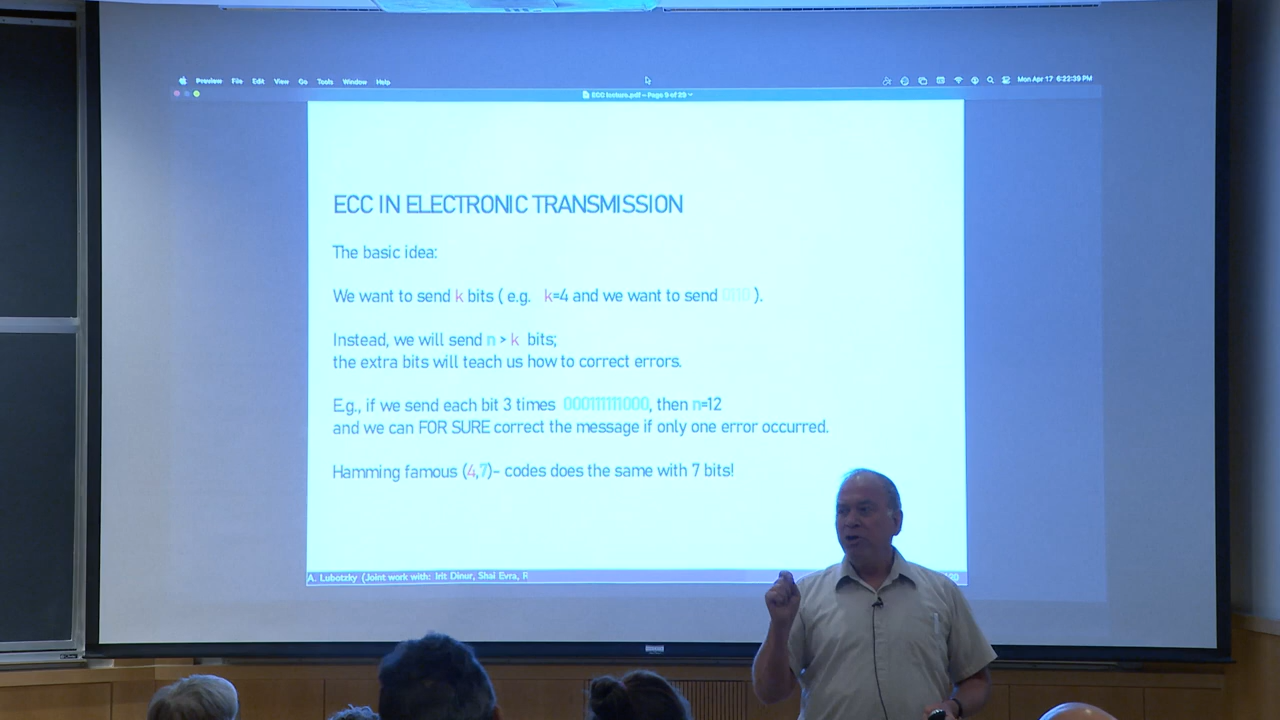 Preview File Edit View Go Tools Window Help
Mon Apr 17 6:22:39 PM
ECC lecture.pdf – Page 9 of 29
ECC IN ELECTRONIC TRANSMISSION
The basic idea:
We want to send k bits ( e.g. k=4 and we want to send 0110 ).
Instead, we will send n > k bits;
the extra bits will teach us how to correct errors.
E.g., if we send each bit 3 times 000111111000, then n=12
and we can FOR SURE correct the message if only one error occurred.
Hamming famous (4,7)- codes does the same with 7 bits!
A. Lubotzky (Joint work with: Irit Dinur, Shai Evra, R